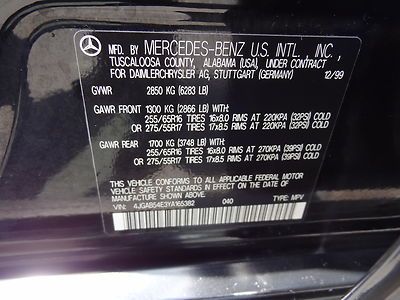 MFD. BY MERCEDES-BENZ U.S. INTL., INC.,
TUSCALOOSA COUNTY, ALABAMA (USA), UNDER CONTRACT
FOR DAIMLERCHRYSLER AG, STUTTGART (GERMANY) 12/99
GVWR 2850 KG (6283 LB)
GAWR FRONT 1300 KG (2866 LB) WITH:
255/65R16 TIRES 16x8.0 RIMS AT 220KPA (32PSI) COLD
OR 275/55R17 TIRES 17x8.5 RIMS AT 220KPA (32PSI) COLD
GAWR REAR 1700 KG (3748 LB) WITH:
255/65R16 TIRES 16x8.0 RIMS AT 270KPA (39PSI) COLD
OR 275/55R17 TIRES 17x8.5 RIMS AT 270KPA (39PSI) COLD
THIS VEHICLE CONFORMS TO ALL APPLICABLE U.S. FEDERAL MOTOR
VEHICLE SAFETY STANDARDS IN EFFECT ON THE DATE OF
MANUFACTURE SHOWN ABOVE.
VIN: 4JGAB54E3YA165382 040 TYPE: MPV